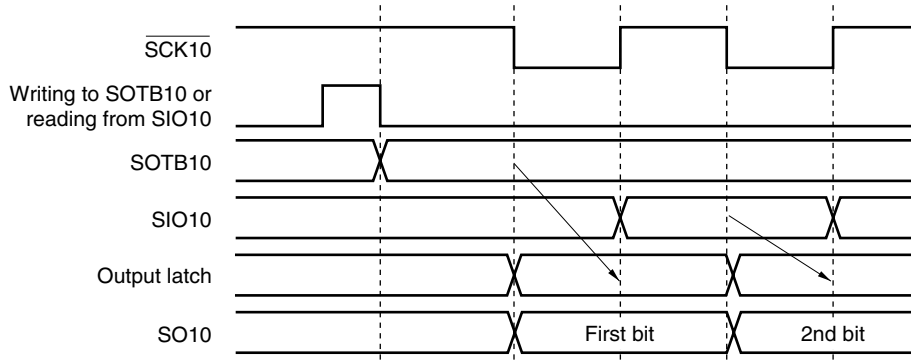 SCK10
Writing to SOTB10 or
reading from SIO10
SOTB10
SIO10
Output latch
SO10
First bit
2nd bit